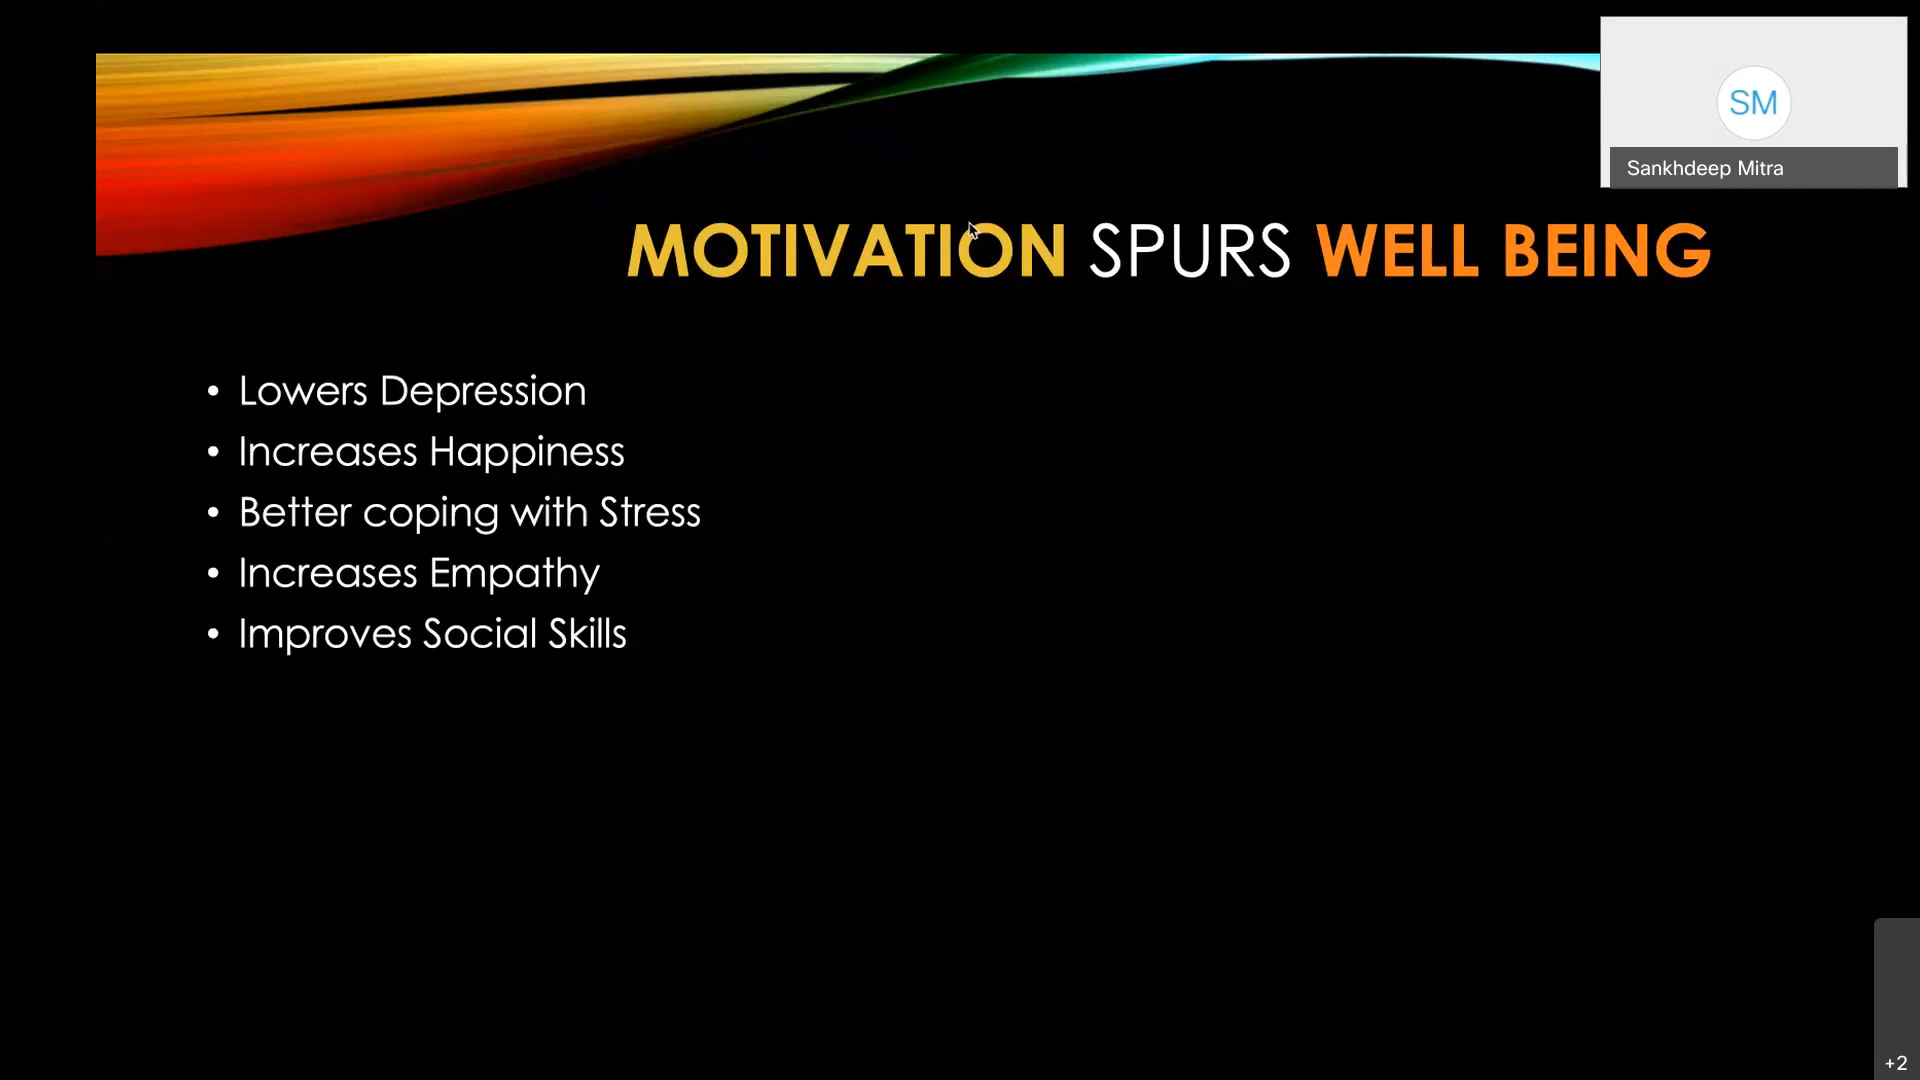 SM
Sankhdeep Mitra
MOTIVATION SPURS WELL BEING
• Lowers Depression
• Increases Happiness
• Better coping with Stress
• Increases Empathy
• Improves Social Skills
+2